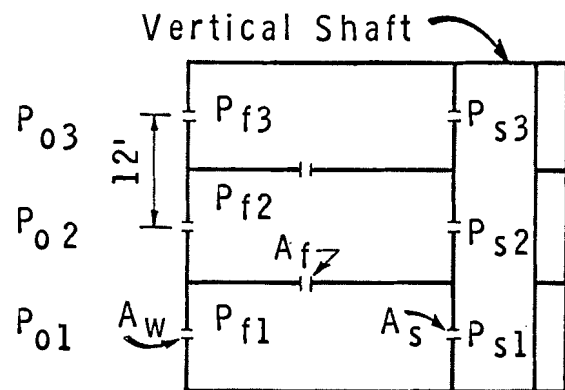 Vertical Shaft
Po3 Pf3 Ps3
12'
Po2 Pf2 Ps2
Af
Po1 Aw Pf1 As Ps1